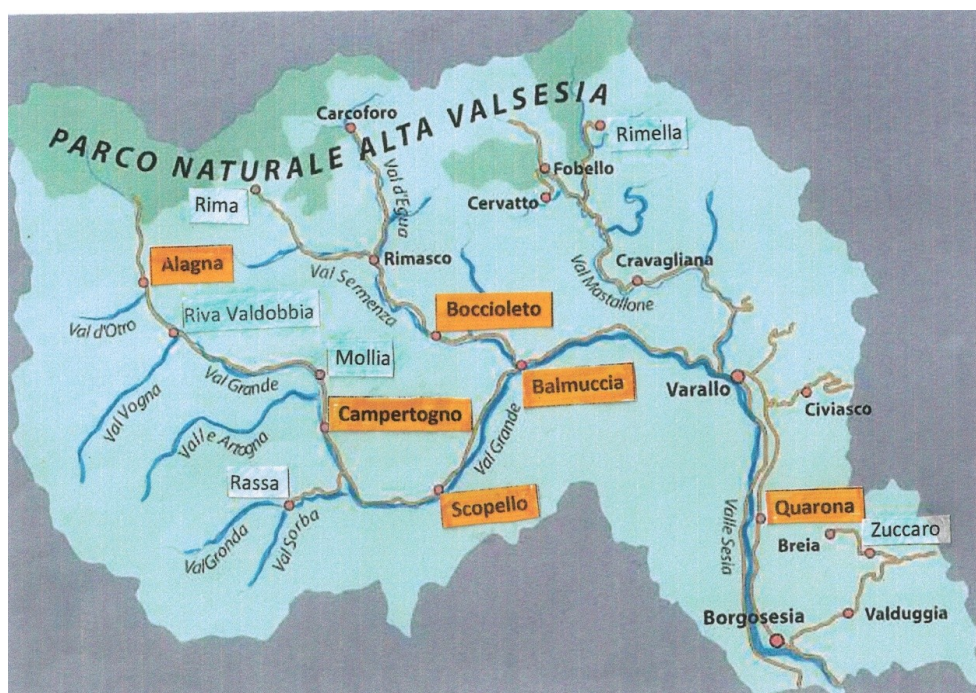 PARCO NATURALE ALTA VALSESIA
Carcoforo
Rimella
Fobello
Cervatto
Rima
Val d'Egua
Alagna
Rimasco
Cravagliana
Val Sermenza
Val Mastallone
Val d'Otro
Riva Valdobbia
Boccioleto
Mollia
Val Grande
Balmuccia
Varallo
Civiasco
Val Vogna
Valle Artogna
Campertogno
Val Grande
Rassa
Scopello
Quarona
Val Gronda
Val Sorba
Valle Sesia
Breia
Zuccaro
Borgosesia
Valduggia